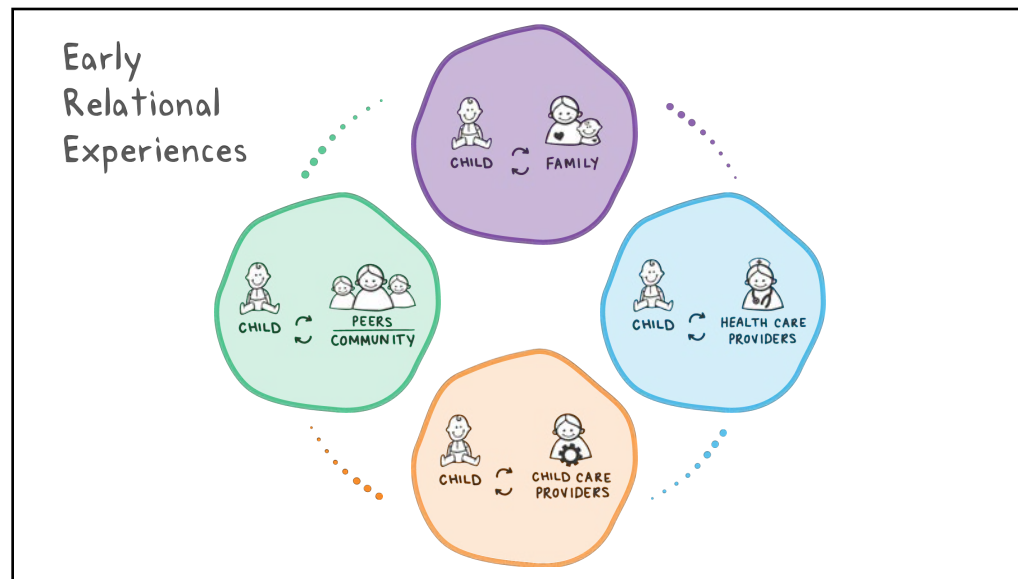 Early
Relational
Experiences
CHILD
FAMILY
CHILD
PEERS
COMMUNITY
CHILD
HEALTH CARE
PROVIDERS
CHILD
CHILD CARE
PROVIDERS